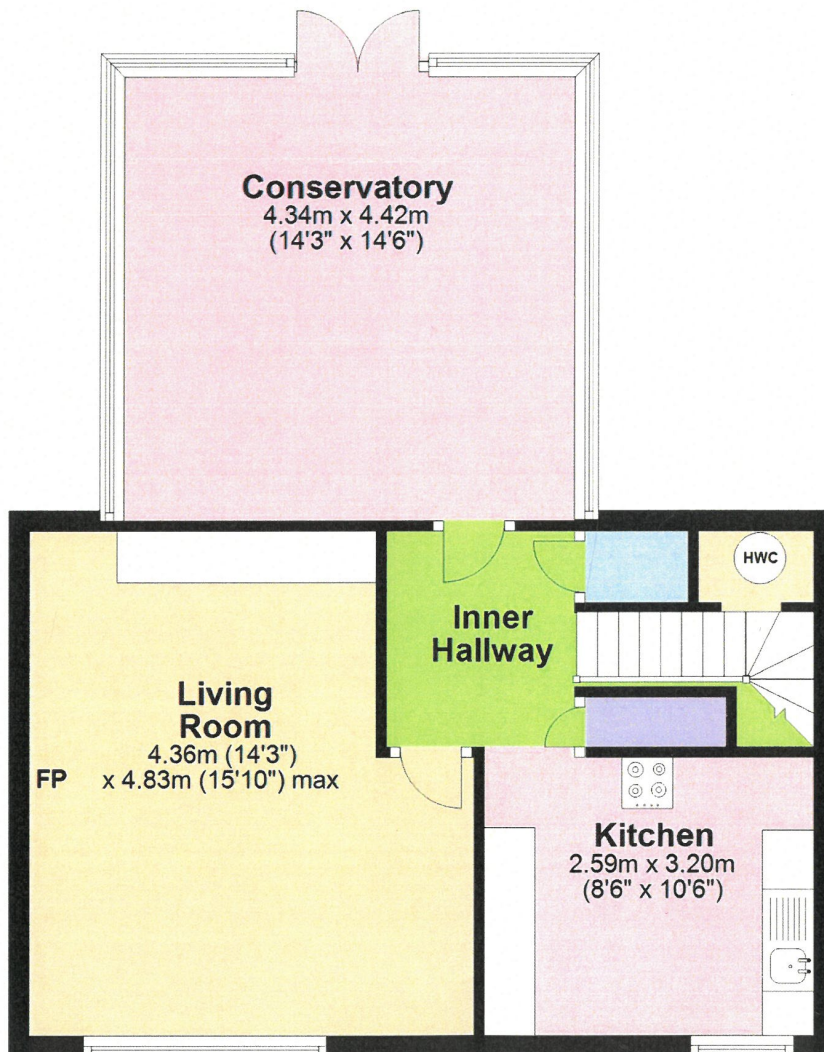 Conservatory
4.34m x 4.42m
(14'3" x 14'6")
HWC
Inner
Hallway
Living
Room
4.36m (14'3")
x 4.83m (15'10") max
FP
Kitchen
2.59m x 3.20m
(8'6" x 10'6")